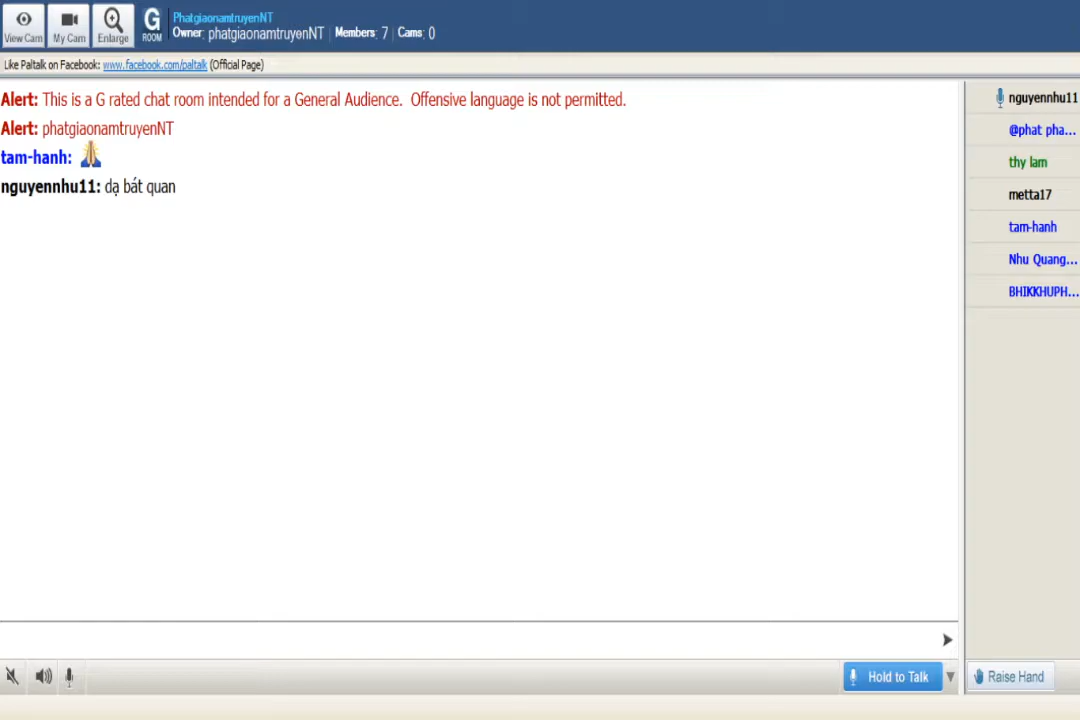 View Cam
My Cam
Enlarge
G
ROOM
PhatgiaonamtruyenNT
Owner: phatgiaonamtruyenNT Members: 7 Cams: 0
Like Paltalk on Facebook: www.facebook.com/paltalk (Official Page)
Alert: This is a G rated chat room intended for a General Audience. Offensive language is not permitted.
Alert: phatgiaonamtruyenNT
tam-hanh:
nguyennhu11: dạ bát quan
nguyennhu11
@phat pha...
thy lam
metta17
tam-hanh
Nhu Quang...
BHIKKHUPH...
Hold to Talk
Raise Hand